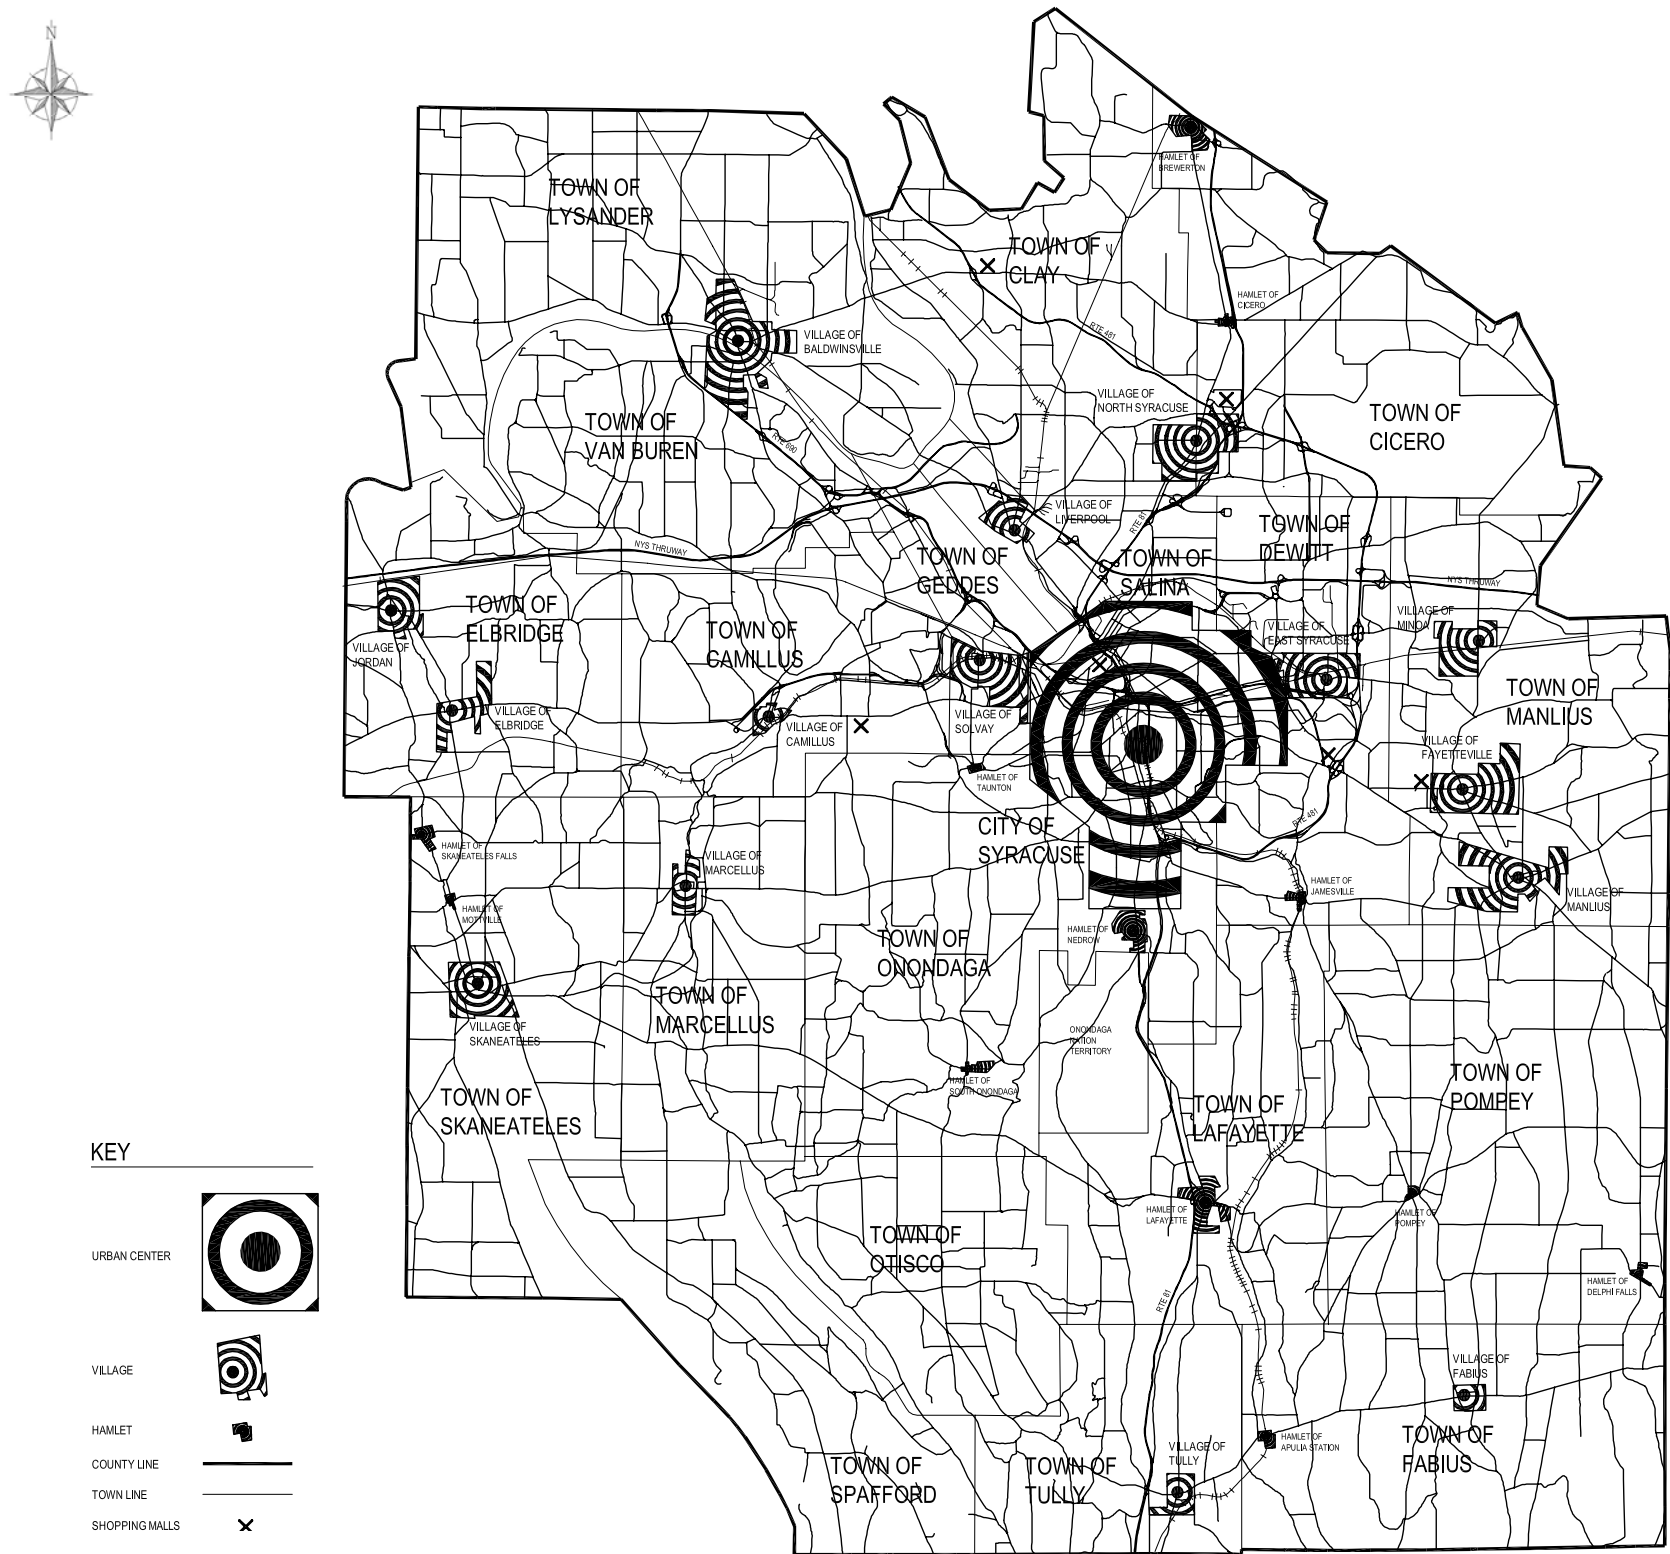 N
HAMLET OF
BREWERTON
TOWN OF
LYSANDER
TOWN OF
CLAY
HAMLET OF
CICERO
RTE 481
VILLAGE OF
BALDWINSVILLE
VILLAGE OF
NORTH SYRACUSE
TOWN OF
CICERO
TOWN OF
VAN BUREN
RTE 690
VILLAGE OF
LIVERPOOL
RTE 81
TOWN OF
DEWITT
NYS THRUWAY
TOWN OF
GEDDES
TOWN OF
SALINA
NYS THRUWAY
TOWN OF
ELBRIDGE
VILLAGE OF
MINOA
TOWN OF
CAMILLUS
VILLAGE OF
EAST SYRACUSE
VILLAGE OF
JORDAN
TOWN OF
MANLIUS
VILLAGE OF
ELBRIDGE
VILLAGE OF
CAMILLUS
VILLAGE OF
SOLVAY
VILLAGE OF
FAYETTEVILLE
HAMLET OF
TAUNTON
CITY OF
SYRACUSE
RTE 481
HAMLET OF
SKANEATELES FALLS
VILLAGE OF
MARCELLUS
HAMLET OF
JAMESVILLE
VILLAGE OF
MANLIUS
HAMLET OF
MOTTVILLE
HAMLET OF
NEDROW
TOWN OF
ONONDAGA
TOWN OF
MARCELLUS
VILLAGE OF
SKANEATELES
ONONDAGA
NATION
TERRITORY
HAMLET OF
SOUTH ONONDAGA
TOWN OF
POMPEY
TOWN OF
SKANEATELES
TOWN OF
LAFAYETTE
HAMLET OF
LAFAYETTE
HAMLET OF
POMPEY
TOWN OF
OTISCO
HAMLET OF
DELPHI FALLS
RTE 81
VILLAGE OF
FABIUS
HAMLET OF
APULIA STATION
TOWN OF
FABIUS
VILLAGE OF
TULLY
TOWN OF
SPAFFORD
TOWN OF
TULLY
KEY
URBAN CENTER
VILLAGE
HAMLET
COUNTY LINE
TOWN LINE
SHOPPING MALLS